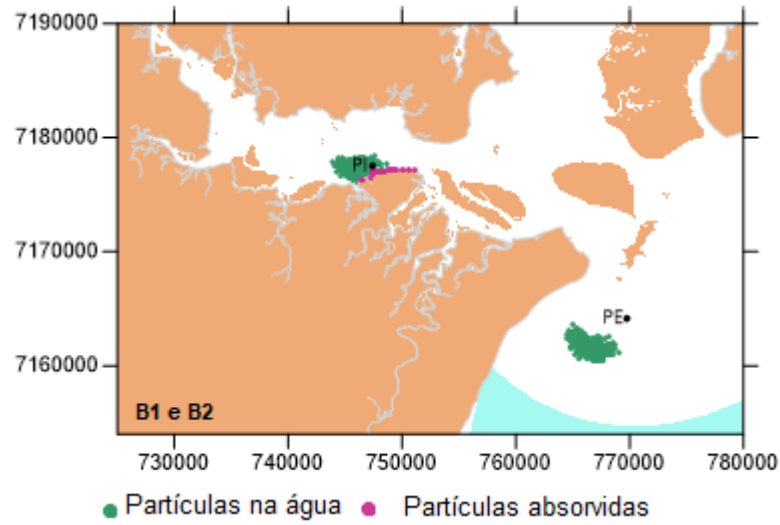 7190000
7180000
7170000
7160000
PI
PE
B1 e B2
730000 740000 750000 760000 770000 780000
Partículas na água Partículas absorvidas